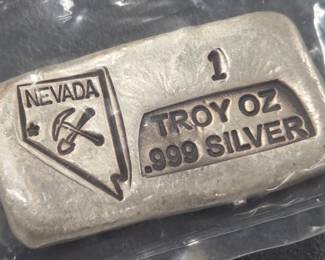 NEVADA
1
TROY OZ
.999 SILVER